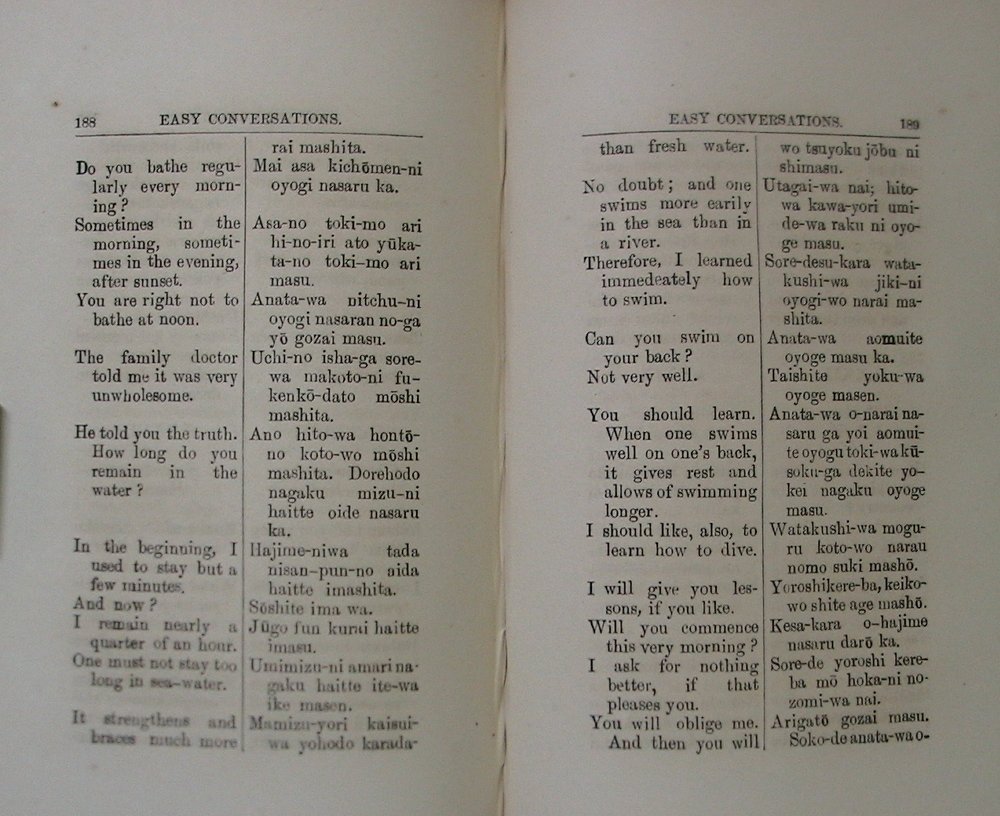 188 EASY CONVERSATIONS.
rai mashita.
Do you bathe regu-
larly every morn-
ing ?
Mai asa kichōmen-ni
oyogi nasaru ka.
Sometimes in the
morning, someti-
mes in the evening,
after sunset.
Asa-no toki-mo ari
hi-no-iri ato yūka-
ta-no toki-mo ari
masu.
You are right not to
bathe at noon.
Anata-wa nitchu-ni
oyogi nasaran no-ga
yō gozai masu.
The family doctor
told me it was very
unwholesome.
Uchi-no isha-ga sore-
wa makoto-ni fu-
kenkō-dato mōshi
mashita.
He told you the truth.
How long do you
remain in the
water ?
Ano hito-wa hontō-
no koto-wo mōshi
mashita. Dorehodo
nagaku mizu-ni
haitte oide nasaru
ka.
In the beginning, I
used to stay but a
few minutes.
Hajime-niwa tada
nisan-pun-no aida
haitte imashita.
And now ?
Sōshite ima wa.
I remain nearly a
quarter of an hour.
Jūgo fun kurai haitte
imasu.
One must not stay too
long in sea-water.
Umimizu-ni amari na-
gaku haitte ite-wa
ike masen.
It strengthens and
braces much more
Mamizu-yori kaisui-
wa yohodo karada-
EASY CONVERSATIONS. 189
than fresh water.
wo tsuyoku jōbu ni
shimasu.
No doubt ; and one
swims more earily
in the sea than in
a river.
Utagai-wa nai; hito-
wa kawa-yori umi-
de-wa raku ni oyo-
ge masu.
Therefore, I learned
immedeately how
to swim.
Sore-desu-kara wata-
kushi-wa jiki-ni
oyogi-wo narai ma-
shita.
Can you swim on
your back ?
Anata-wa aomuite
oyoge masu ka.
Not very well.
Taishite yoku-wa
oyoge masen.
You should learn.
When one swims
well on one's back,
it gives rest and
allows of swimming
longer.
Anata-wa o-narai na-
saru ga yoi aomui-
te oyogu toki-wa kū-
soku-ga dekite yo-
kei nagaku oyoge
masu.
I should like, also, to
learn how to dive.
Watakushi-wa mogu-
ru koto-wo narau
nomo suki mashō.
I will give you les-
sons, if you like.
Yoroshikere-ba, keiko-
wo shite age mashō.
Will you commence
this very morning ?
Kesa-kara o-hajime
nasaru darō ka.
I ask for nothing
better, if that
pleases you.
Sore-de yoroshi kere-
ba mō hoka-ni no-
zomi-wa nai.
You will oblige me.
And then you will
Arigatō gozai masu.
Soko-de anata-wa o-